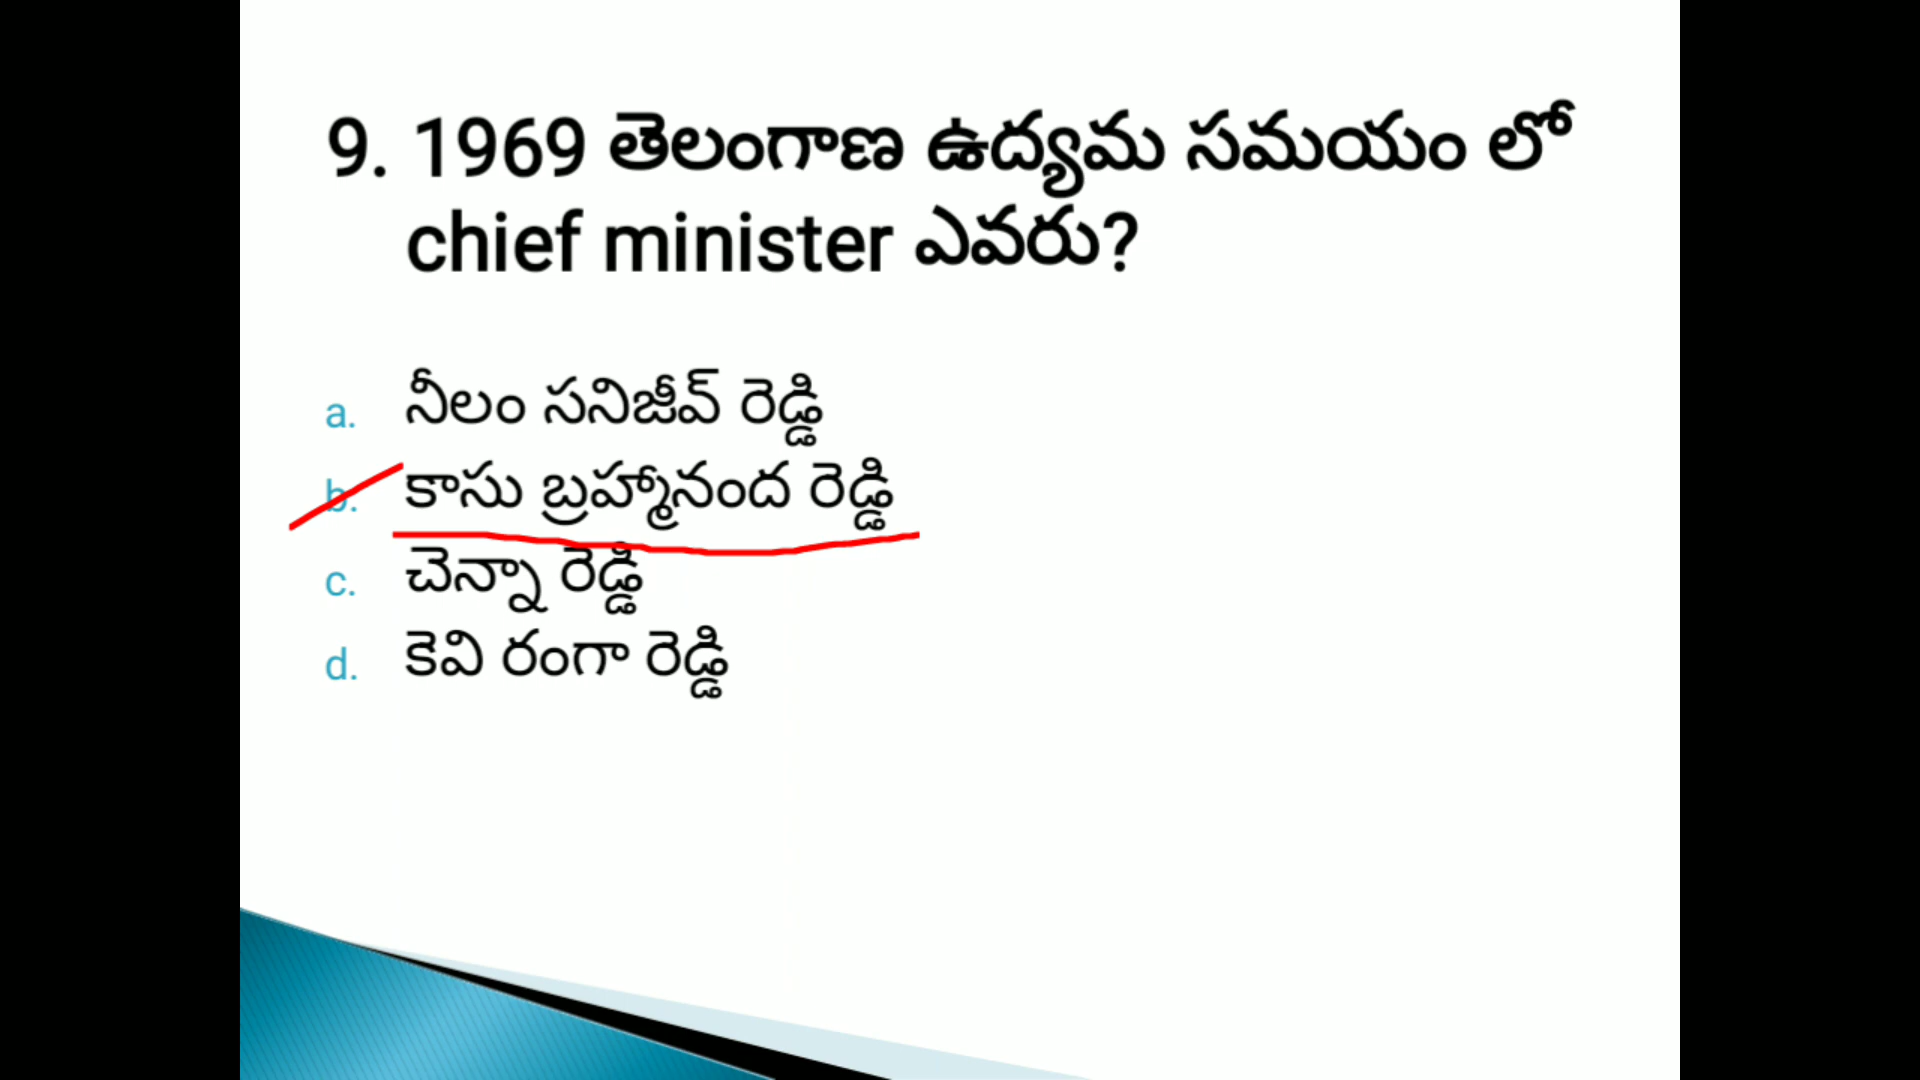 9. 1969 తెలంగాణ ఉద్యమ సమయం లో
chief minister ఎవరు?
a. నీలం సనిజీవ్ రెడ్డి
b. కాసు బ్రహ్మానంద రెడ్డి
c. చెన్నా రెడ్డి
d. కెవి రంగా రెడ్డి